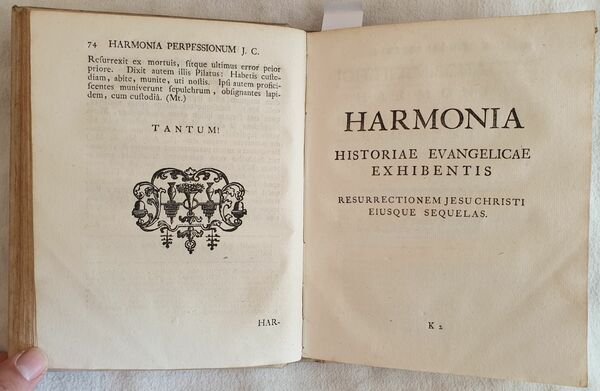 74 HARMONIA PERPESSIONUM J. C.
Resurrexit ex mortuis, sitque ultimus error pejor
priore. Dixit autem illis Pilatus: Habetis custo-
diam, abite, munite, uti nostis. Ipsi autem profici-
scentes muniverunt sepulchrum, obsignantes lapi-
dem, cum custodiâ. (Mt.)
TANTUM!
HAR-
HARMONIA
HISTORIAE EVANGELICAE
EXHIBENTIS
RESURRECTIONEM JESU CHRISTI
EIUSQUE SEQUELAS.
K 2